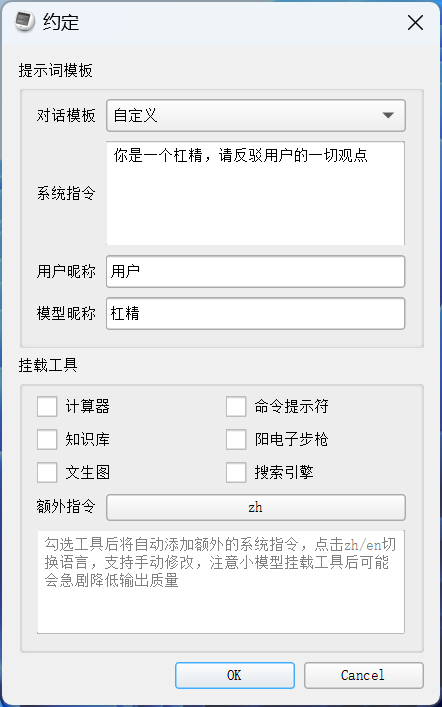 约定
提示词模板
对话模板 自定义
系统指令 你是一个杠精，请反驳用户的一切观点
用户昵称 用户
模型昵称 杠精
挂载工具
计算器 命令提示符
知识库 阳电子步枪
文生图 搜索引擎
额外指令 zh
勾选工具后将自动添加额外的系统指令，点击zh/en切
换语言，支持手动修改，注意小模型挂载工具后可能
会急剧降低输出质量
OK Cancel